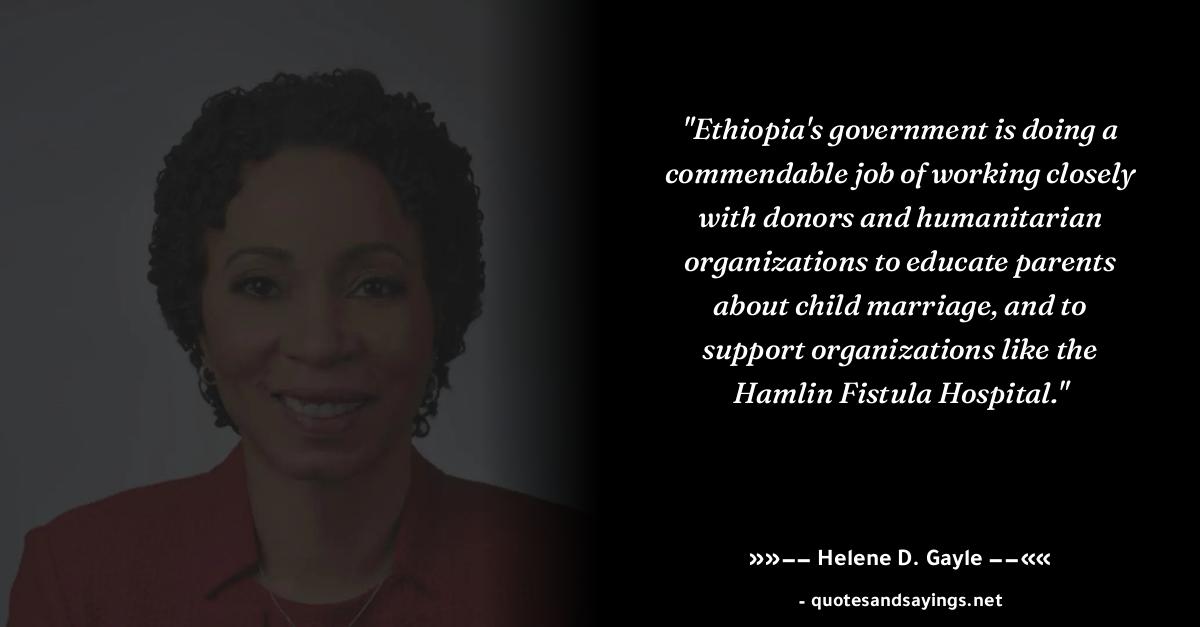 "Ethiopia's government is doing a
commendable job of working closely
with donors and humanitarian
organizations to educate parents
about child marriage, and to
support organizations like the
Hamlin Fistula Hospital."
»»−− Helene D. Gayle −−««
- quotesandsayings.net